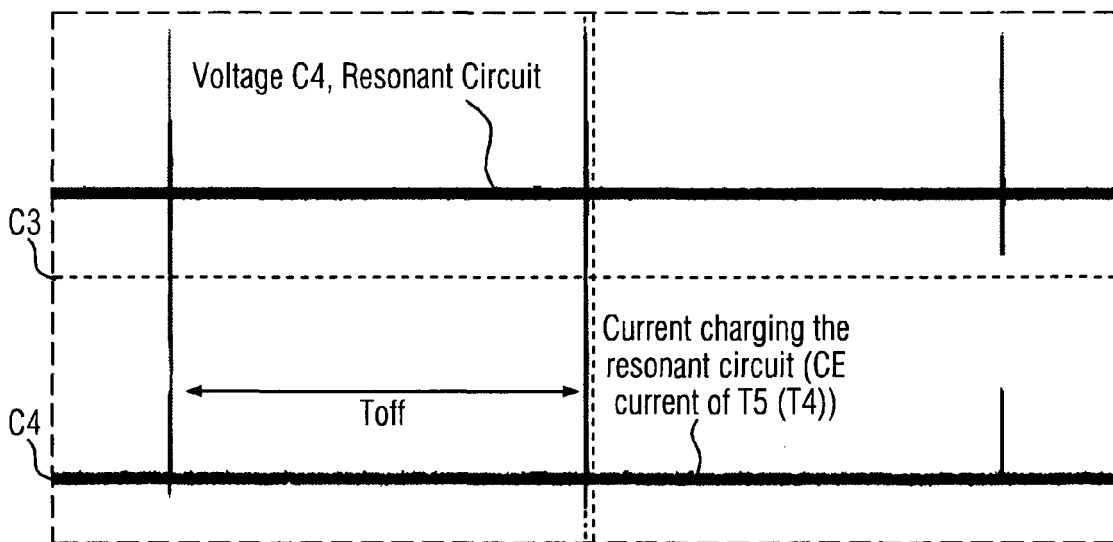 Voltage C4, Resonant Circuit
C3
Current charging the
resonant circuit (CE
current of T5 (T4))
Toff
C4